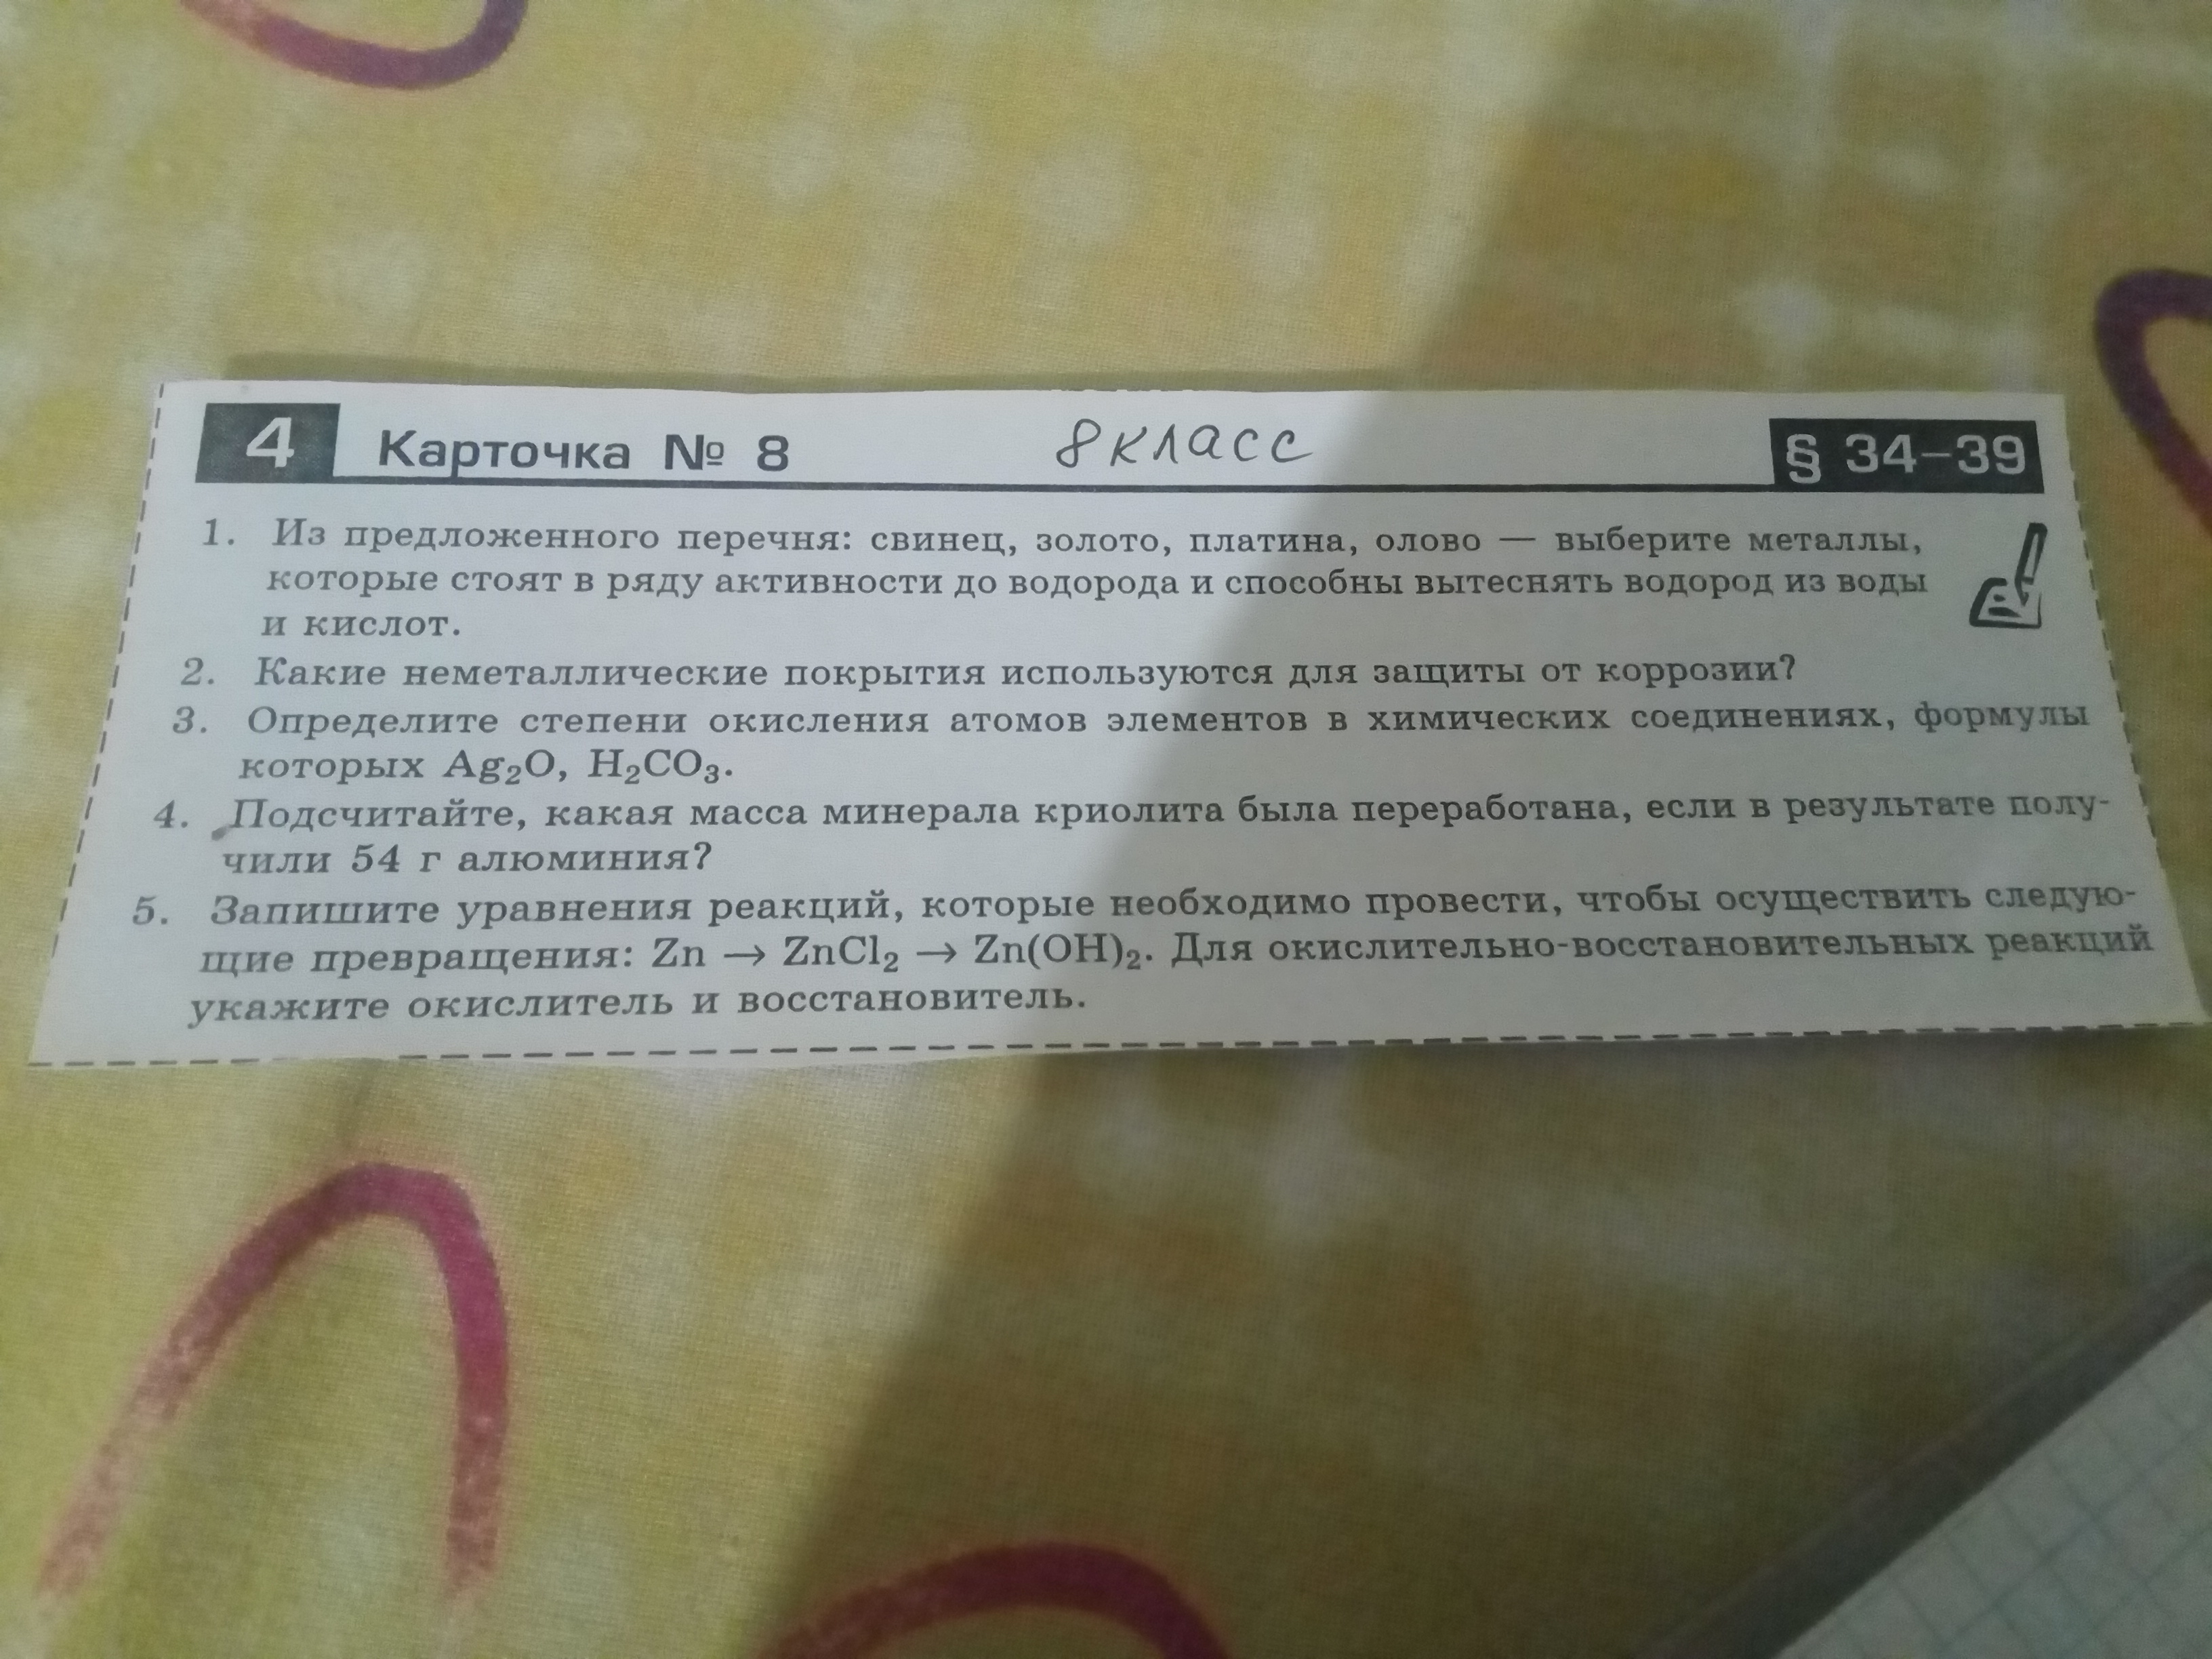 4 Карточка № 8 8 класс § 34–39
1. Из предложенного перечня: свинец, золото, платина, олово — выберите металлы,
которые стоят в ряду активности до водорода и способны вытеснять водород из воды
и кислот.
2. Какие неметаллические покрытия используются для защиты от коррозии?
3. Определите степени окисления атомов элементов в химических соединениях, формулы
которых Ag₂O, H₂CO₃.
4. Подсчитайте, какая масса минерала криолита была переработана, если в результате полу-
чили 54 г алюминия?
5. Запишите уравнения реакций, которые необходимо провести, чтобы осуществить следую-
щие превращения: Zn → ZnCl₂ → Zn(OH)₂. Для окислительно-восстановительных реакций
укажите окислитель и восстановитель.